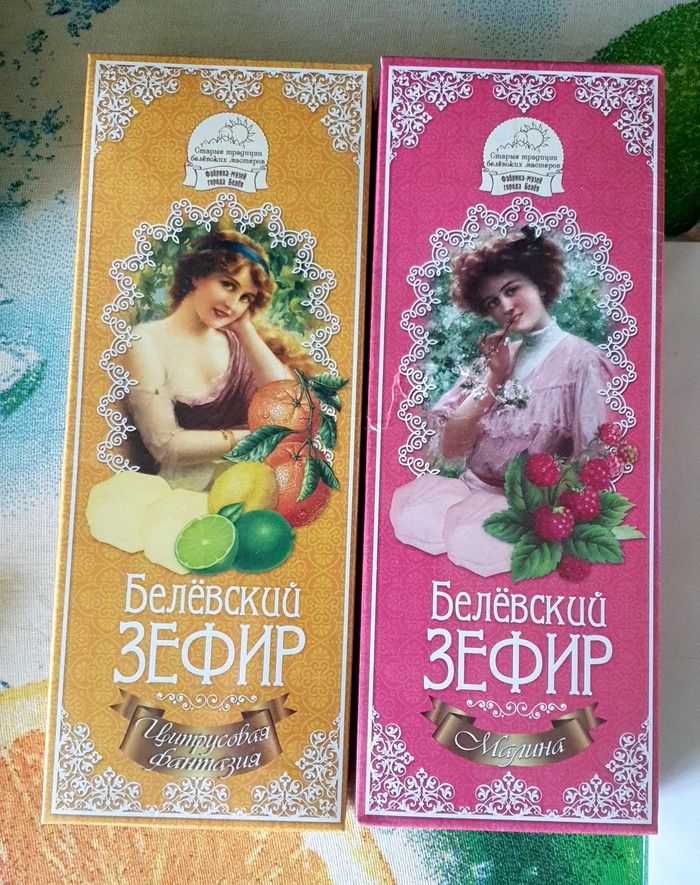 Старые традиции
белёвских мастеров
Фабрика-музей
города Белёв
Белёвский
ЗЕФИР
Цитрусовая
фантазия
Старые традиции
белёвских мастеров
Фабрика-музей
города Белёв
Белёвский
ЗЕФИР
Малина